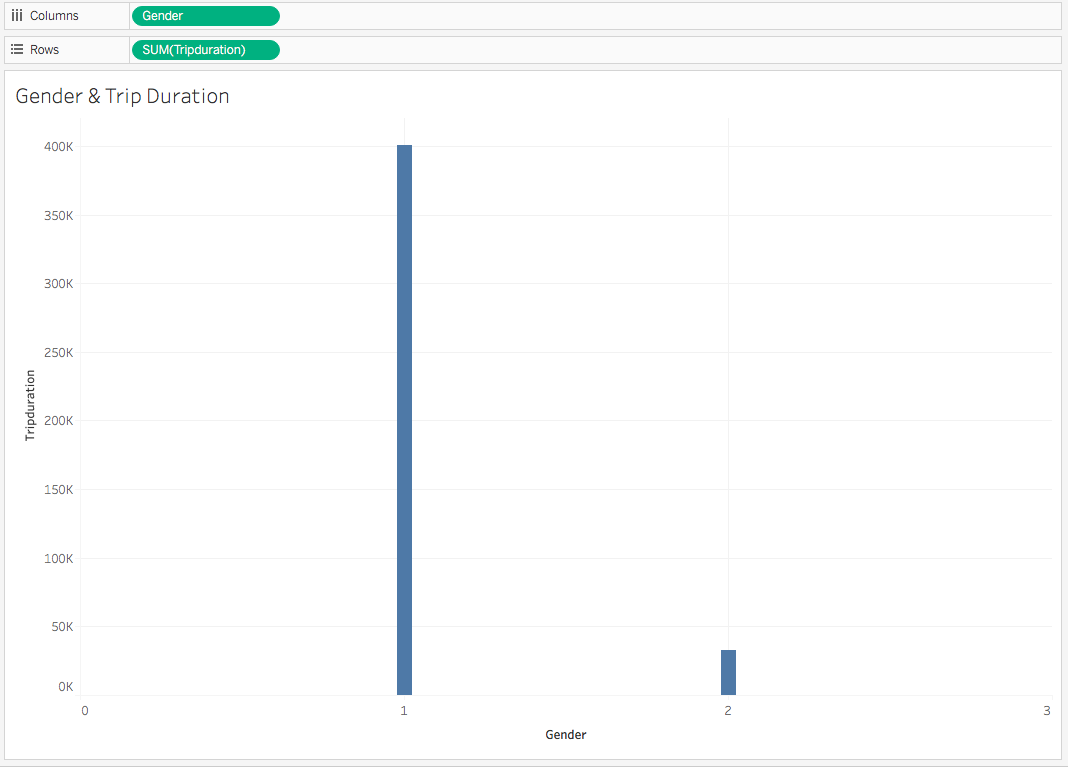 Columns Gender
Rows SUM(Tripduration)
Gender & Trip Duration
400K
350K
300K
250K
200K
150K
100K
50K
0K
Tripduration
0 1 2 3
Gender